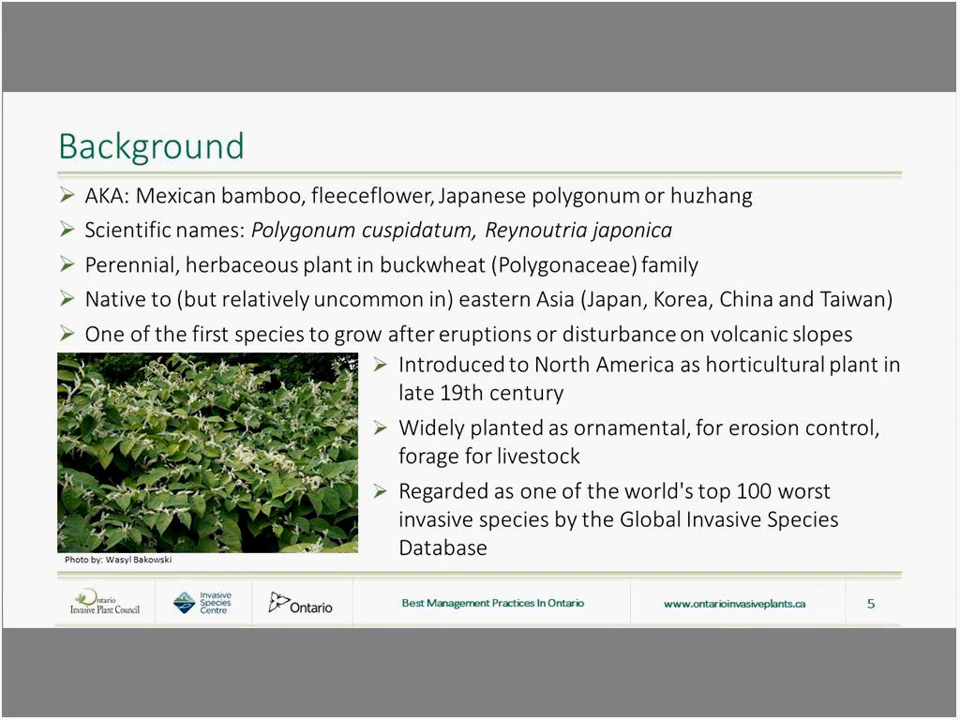 Background
AKA: Mexican bamboo, fleeceflower, Japanese polygonum or huzhang
Scientific names: Polygonum cuspidatum, Reynoutria japonica
Perennial, herbaceous plant in buckwheat (Polygonaceae) family
Native to (but relatively uncommon in) eastern Asia (Japan, Korea, China and Taiwan)
One of the first species to grow after eruptions or disturbance on volcanic slopes
Introduced to North America as horticultural plant in
late 19th century
Widely planted as ornamental, for erosion control,
forage for livestock
Regarded as one of the world's top 100 worst
invasive species by the Global Invasive Species
Database
Photo by: Wasyl Bakowski
Ontario
Invasive Plant Council
Invasive
Species
Centre
Ontario
Best Management Practices In Ontario
www.ontarioinvasiveplants.ca
5